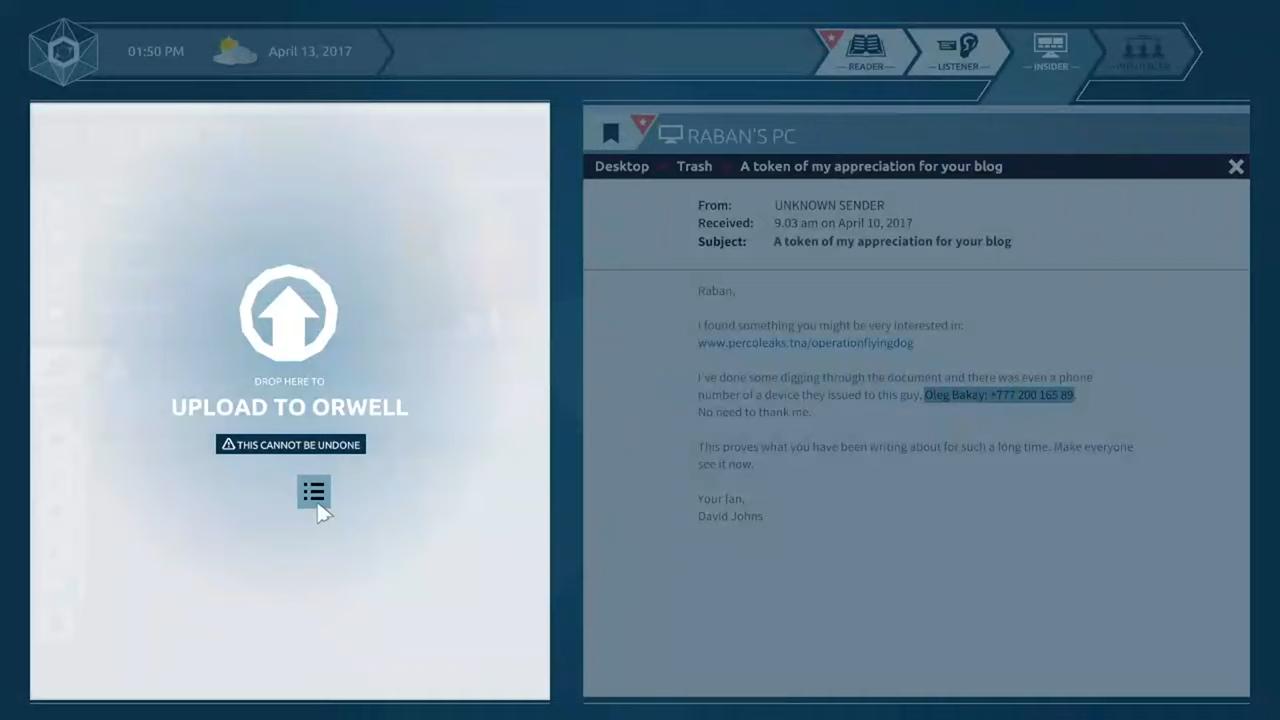 01:50 PM
April 13, 2017
READER
LISTENER
INSIDER
INFLUENCER
RABAN'S PC
Desktop
Trash
A token of my appreciation for your blog
From: UNKNOWN SENDER
Received: 9.03 am on April 10, 2017
Subject: A token of my appreciation for your blog
Raban,
I found something you might be very interested in:
www.percoleaks.tna/operationflyingdog
I've done some digging through the document and there was even a phone
number of a device they issued to this guy, Oleg Bakay: +777 200 165 89.
No need to thank me.
This proves what you have been writing about for such a long time. Make everyone
see it now.
Your fan,
David Johns
DROP HERE TO
UPLOAD TO ORWELL
THIS CANNOT BE UNDONE